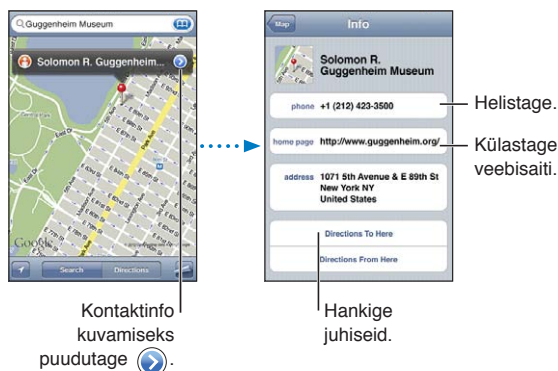 Guggenheim Museum
Solomon R. Guggenheim...
Google
Search
Directions
Kontaktinfo
kuvamiseks
puudutage
Map
Info
Solomon R.
Guggenheim Museum
phone +1 (212) 423-3500
home page http://www.guggenheim.org/
address 1071 5th Avenue & E 89th St
New York NY
United States
Directions To Here
Directions From Here
Helistage.
Külastage
veebisaiti.
Hankige
juhiseid.